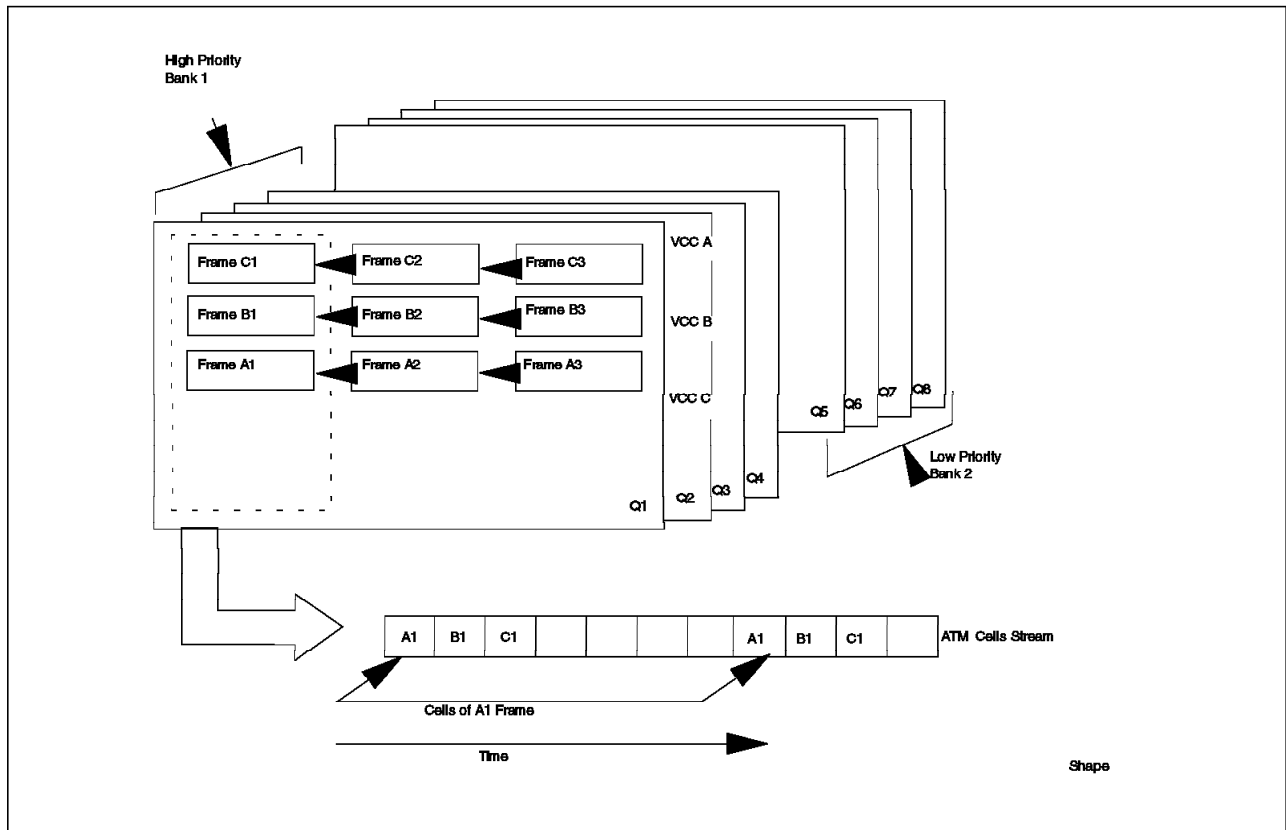 High Priority
Bank 1
VCC A
Frame C1
Frame C2
Frame C3
Frame B1
Frame B2
Frame B3
VCC B
Frame A1
Frame A2
Frame A3
VCC C
Q1
Q2
Q3
Q4
Q5
Q6
Q7
Q8
Low Priority
Bank 2
A1 B1 C1 A1 B1 C1
ATM Cells Stream
Cells of A1 Frame
Time
Shape